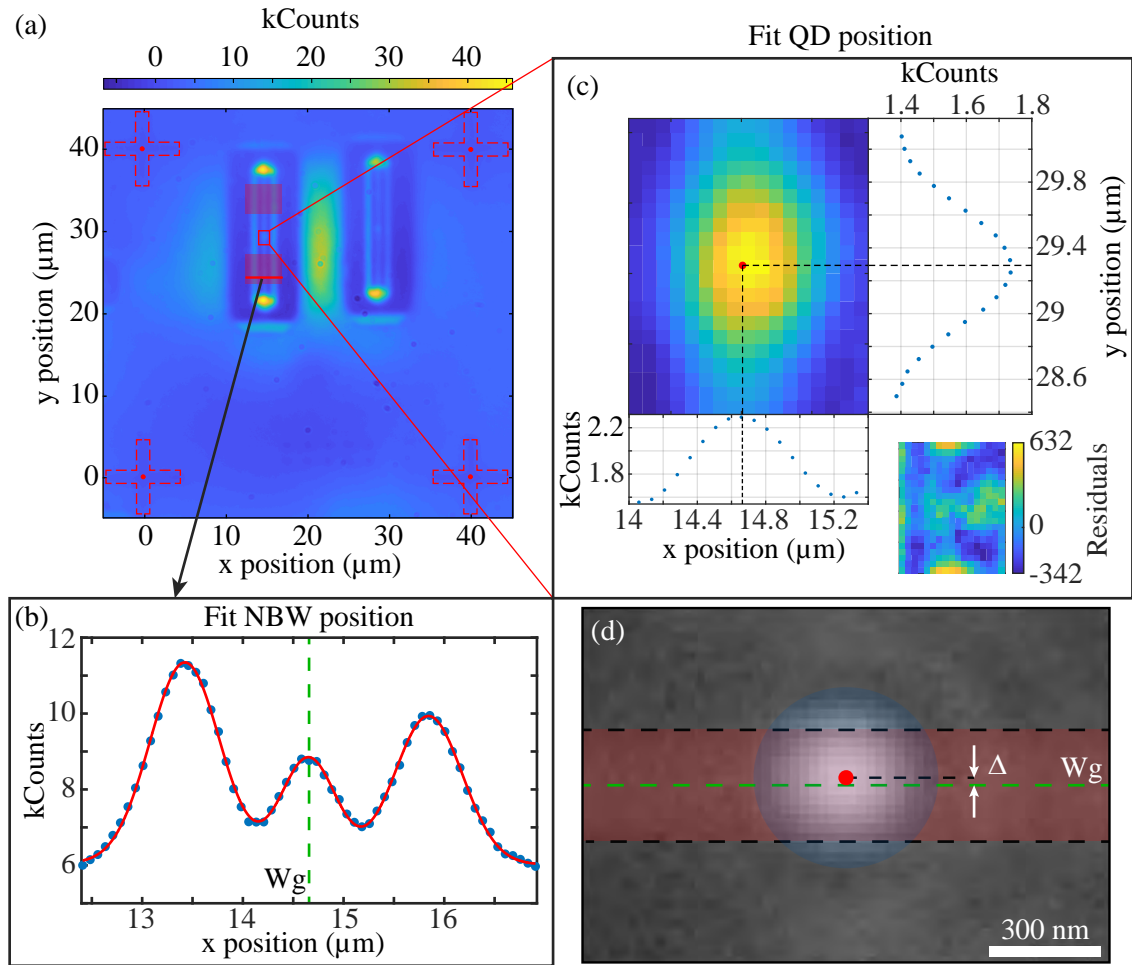 (a)
kCounts
0 10 20 30 40
y position (µm)
40
30
20
10
0
0 10 20 30 40
x position (µm)
Fit QD position
(c)
kCounts
1.4 1.6 1.8
29.8
29.4
29
28.6
y position (µm)
kCounts
2.2
1.8
14 14.4 14.8 15.2
x position (µm)
632
0
-342
Residuals
(b)
Fit NBW position
kCounts
12
10
8
6
Wg
13 14 15 16
x position (µm)
(d)
Δ
Wg
300 nm